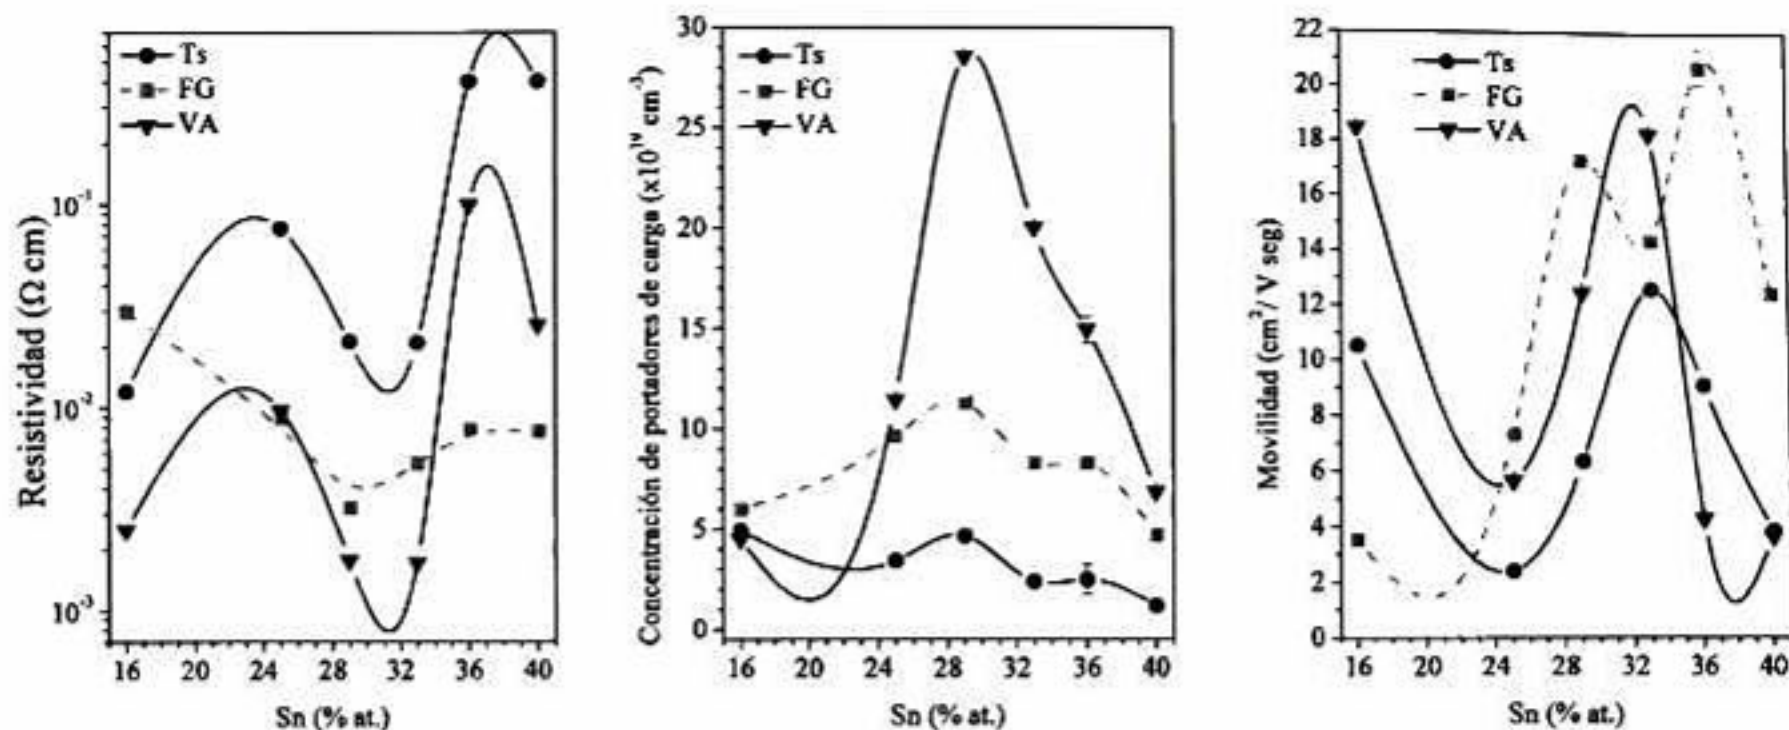 Resistividad (Ω cm)
10⁻¹
10⁻²
10⁻³
Ts
FG
VA
16 20 24 28 32 36 40
Sn (% at.)
Concentración de portadores de carga (x10¹⁹ cm⁻³)
30
25
20
15
10
5
0
Ts
FG
VA
16 20 24 28 32 36 40
Sn (% at.)
Movilidad (cm²/ V seg)
22
20
18
16
14
12
10
8
6
4
2
0
Ts
FG
VA
16 20 24 28 32 36 40
Sn (% at.)